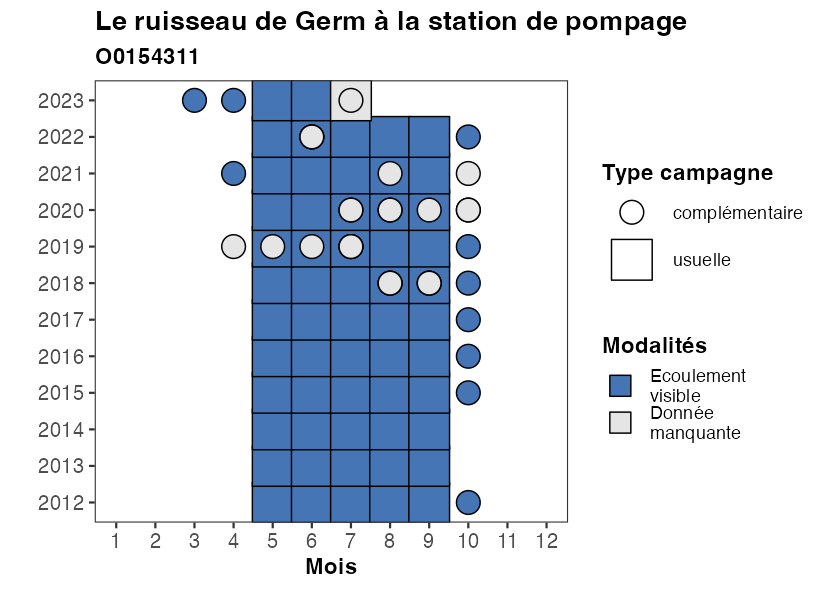 Le ruisseau de Germ à la station de pompage
O0154311
2023
2022
2021
2020
2019
2018
2017
2016
2015
2014
2013
2012
1 2 3 4 5 6 7 8 9 10 11 12
Mois
Type campagne
complémentaire
usuelle
Modalités
Ecoulement
visible
Donnée
manquante